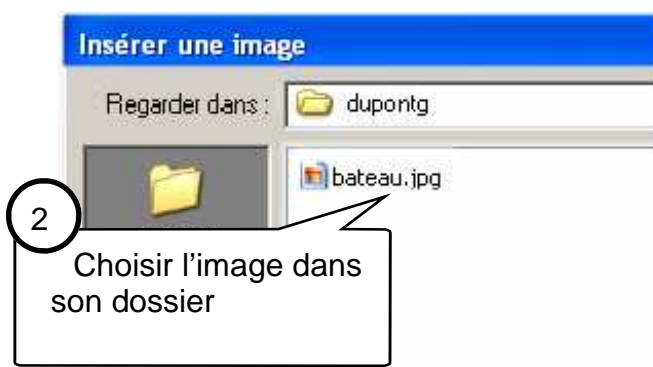 Insérer une image
Regarder dans : dupontg
bateau.jpg
2
Choisir l’image dans
son dossier